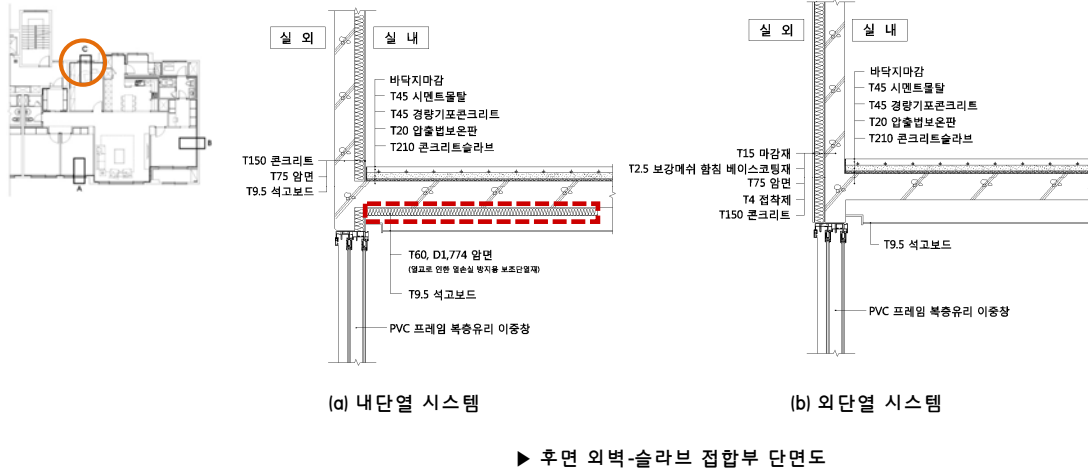 C
B
A
실 외
실 내
바닥지마감
T45 시멘트몰탈
T45 경량기포콘크리트
T20 압출법보온판
T210 콘크리트슬라브
T150 콘크리트
T75 암면
T9.5 석고보드
T60, D1,774 암면
(열교로 인한 열손실 방지용 보조단열재)
T9.5 석고보드
PVC 프레임 복층유리 이중창
(a) 내단열 시스템
실 외
실 내
바닥지마감
T45 시멘트몰탈
T45 경량기포콘크리트
T20 압출법보온판
T210 콘크리트슬라브
T15 마감재
T2.5 보강메쉬 함침 베이스코팅재
T75 암면
T4 접착제
T150 콘크리트
T9.5 석고보드
PVC 프레임 복층유리 이중창
(b) 외단열 시스템
▶ 후면 외벽-슬라브 접합부 단면도